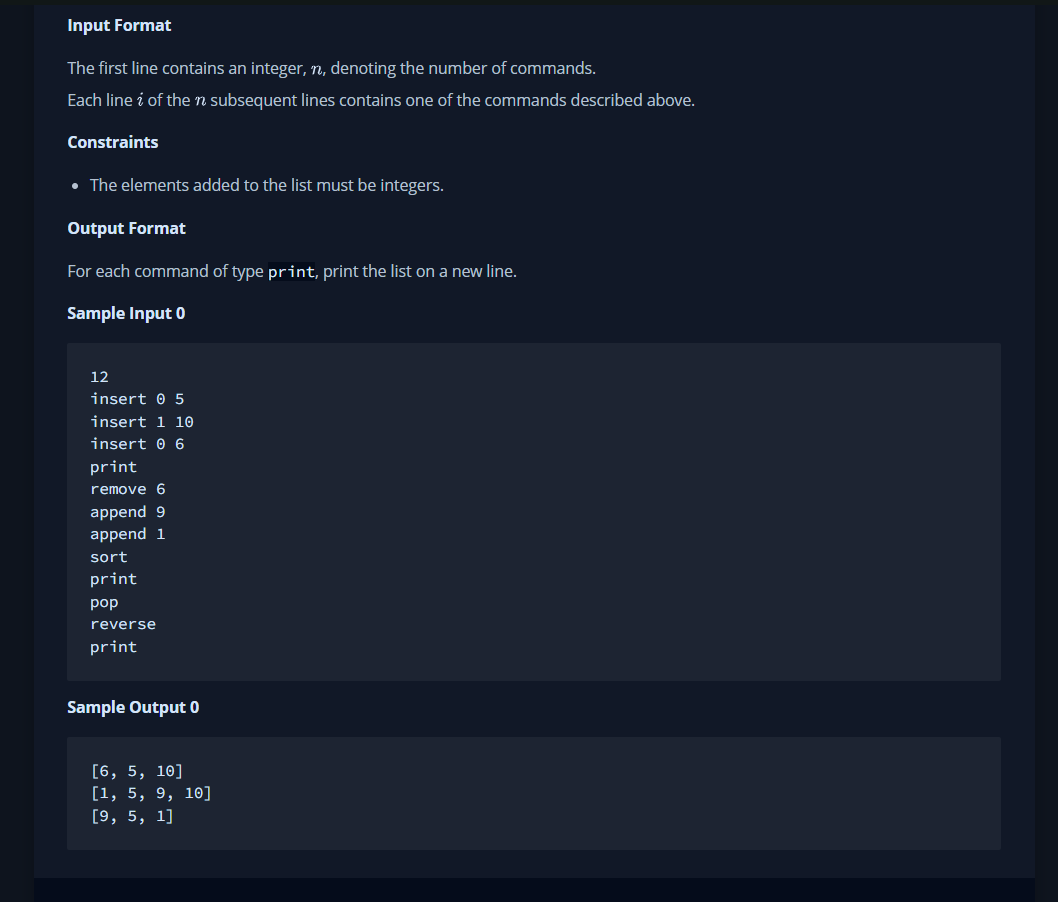 Input Format
The first line contains an integer, n, denoting the number of commands.
Each line i of the n subsequent lines contains one of the commands described above.
Constraints
• The elements added to the list must be integers.
Output Format
For each command of type print, print the list on a new line.
Sample Input 0
12
insert 0 5
insert 1 10
insert 0 6
print
remove 6
append 9
append 1
sort
print
pop
reverse
print
Sample Output 0
[6, 5, 10]
[1, 5, 9, 10]
[9, 5, 1]